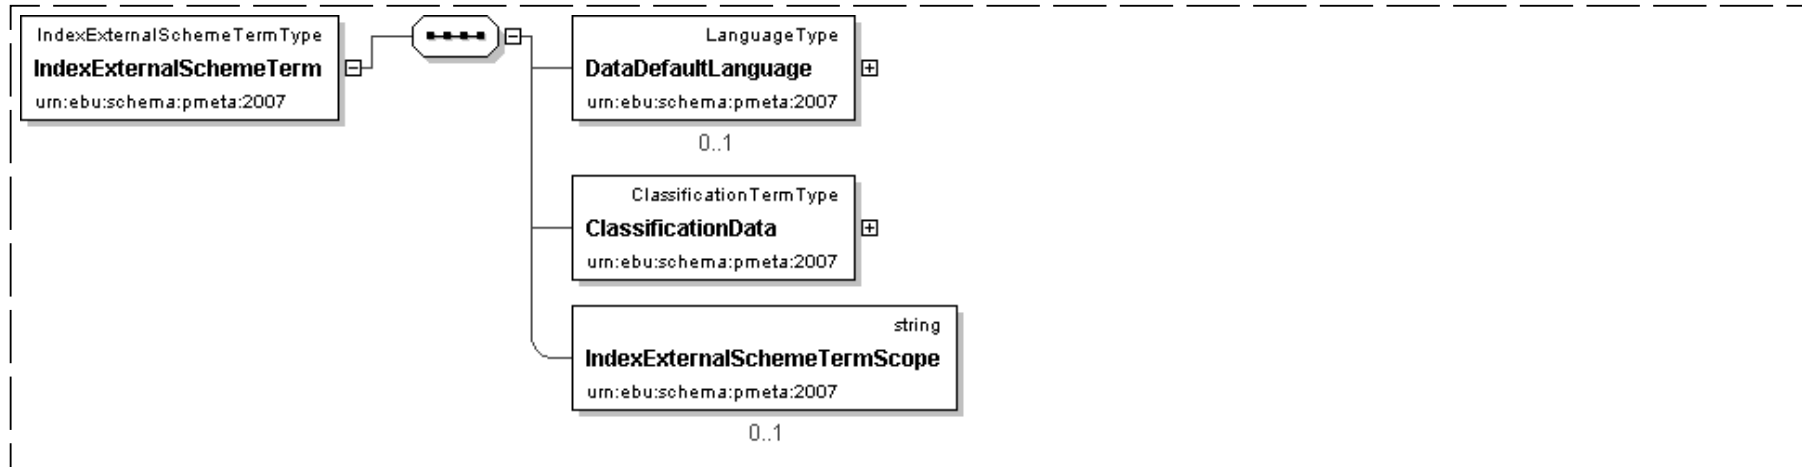 IndexExternalSchemeTermType
IndexExternalSchemeTerm
urn:ebu:schema:pmeta:2007
LanguageType
DataDefaultLanguage
urn:ebu:schema:pmeta:2007
0..1
ClassificationTermType
ClassificationData
urn:ebu:schema:pmeta:2007
string
IndexExternalSchemeTermScope
urn:ebu:schema:pmeta:2007
0..1